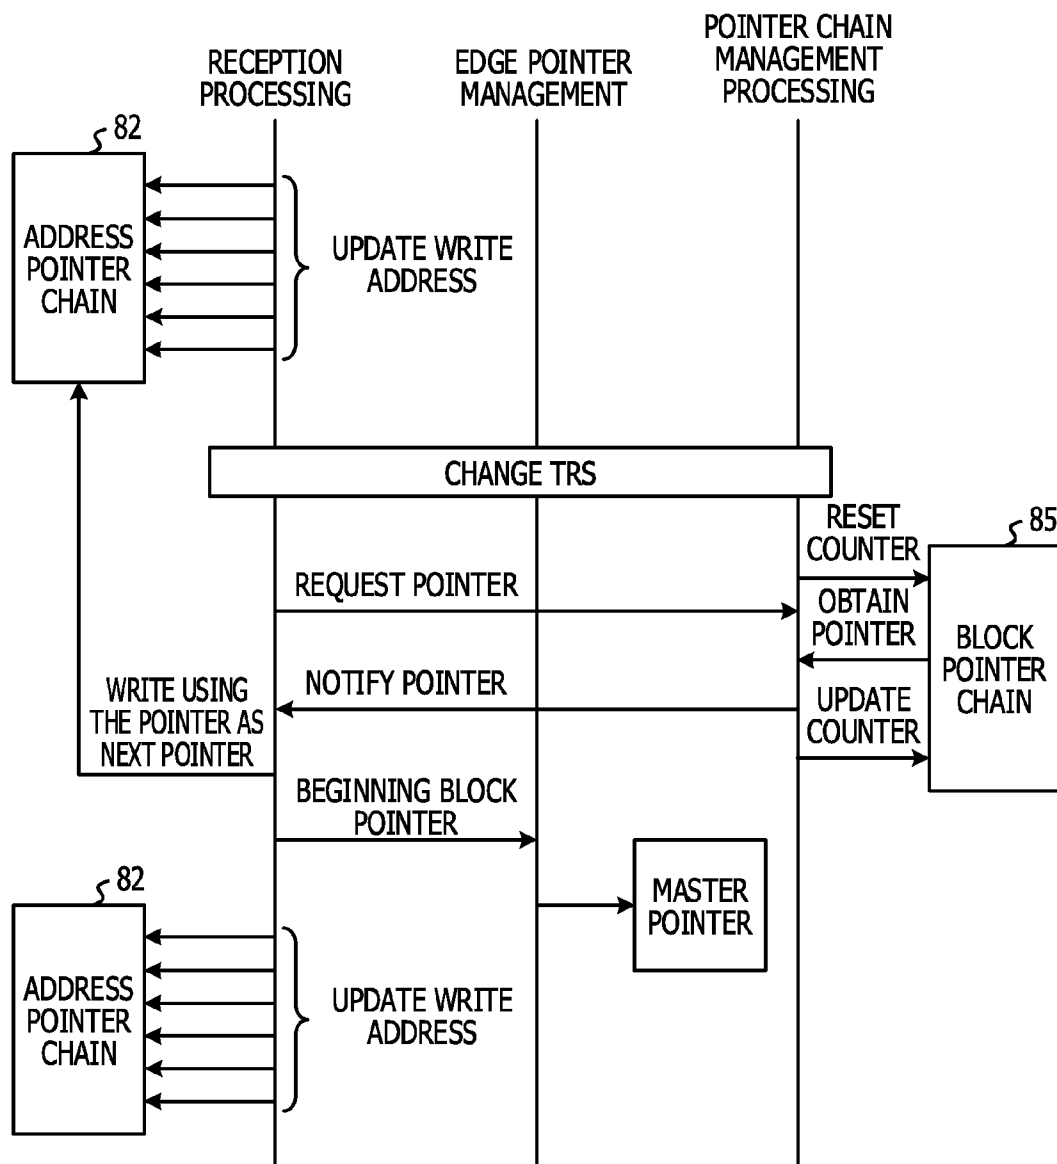 RECEPTION
PROCESSING
EDGE POINTER
MANAGEMENT
POINTER CHAIN
MANAGEMENT
PROCESSING
82
ADDRESS
POINTER
CHAIN
UPDATE WRITE
ADDRESS
CHANGE TRS
RESET
COUNTER
85
REQUEST POINTER
OBTAIN
POINTER
BLOCK
POINTER
CHAIN
NOTIFY POINTER
UPDATE
COUNTER
WRITE USING
THE POINTER AS
NEXT POINTER
BEGINNING BLOCK
POINTER
MASTER
POINTER
82
ADDRESS
POINTER
CHAIN
UPDATE WRITE
ADDRESS